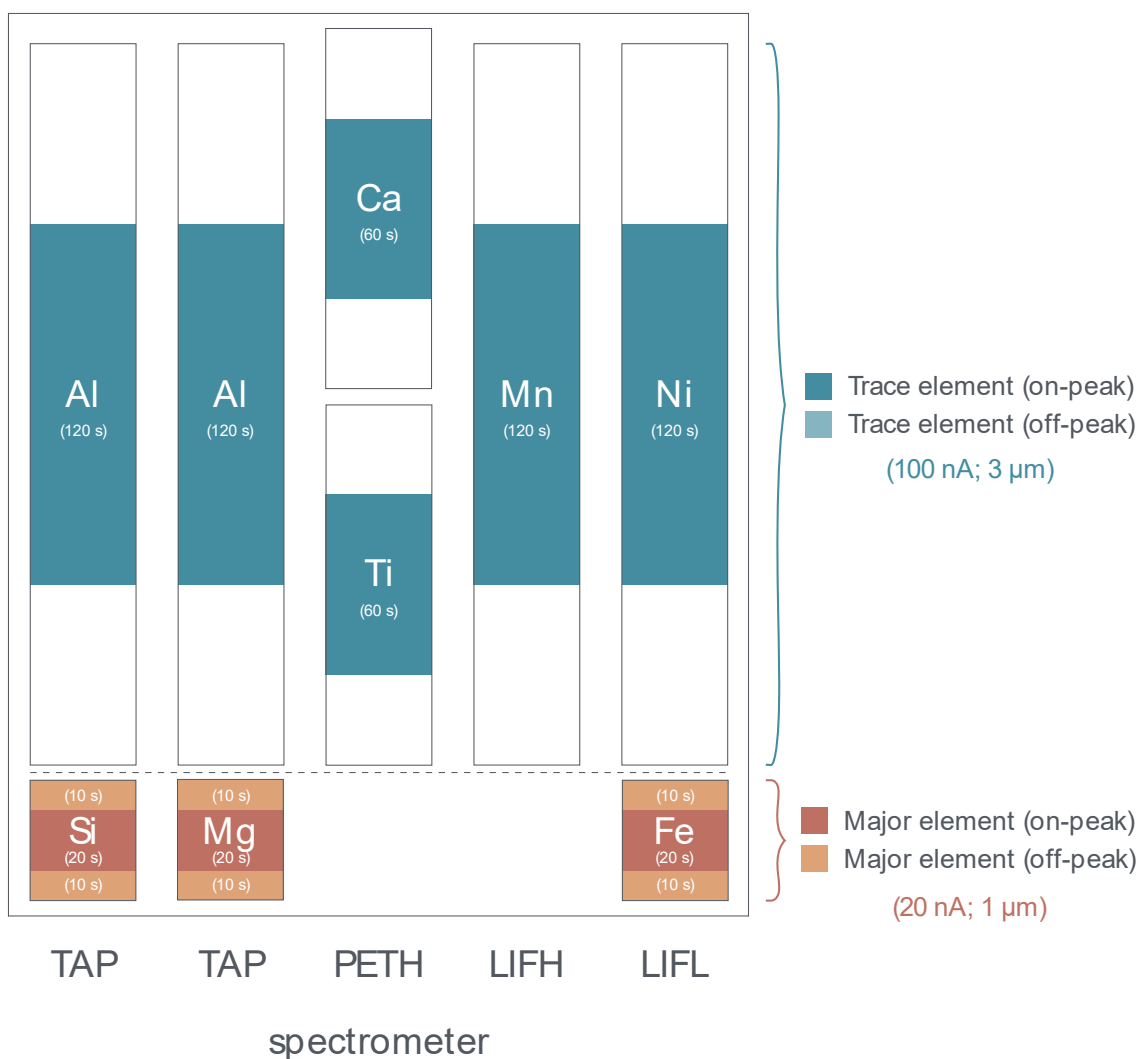 Ca
(60 s)
Al
(120 s)
Al
(120 s)
Mn
(120 s)
Ni
(120 s)
Ti
(60 s)
Trace element (on-peak)
Trace element (off-peak)
(100 nA; 3 µm)
(10 s)
Si
(20 s)
(10 s)
(10 s)
Mg
(20 s)
(10 s)
(10 s)
Fe
(20 s)
(10 s)
Major element (on-peak)
Major element (off-peak)
(20 nA; 1 µm)
TAP
TAP
PETH
LIFH
LIFL
spectrometer